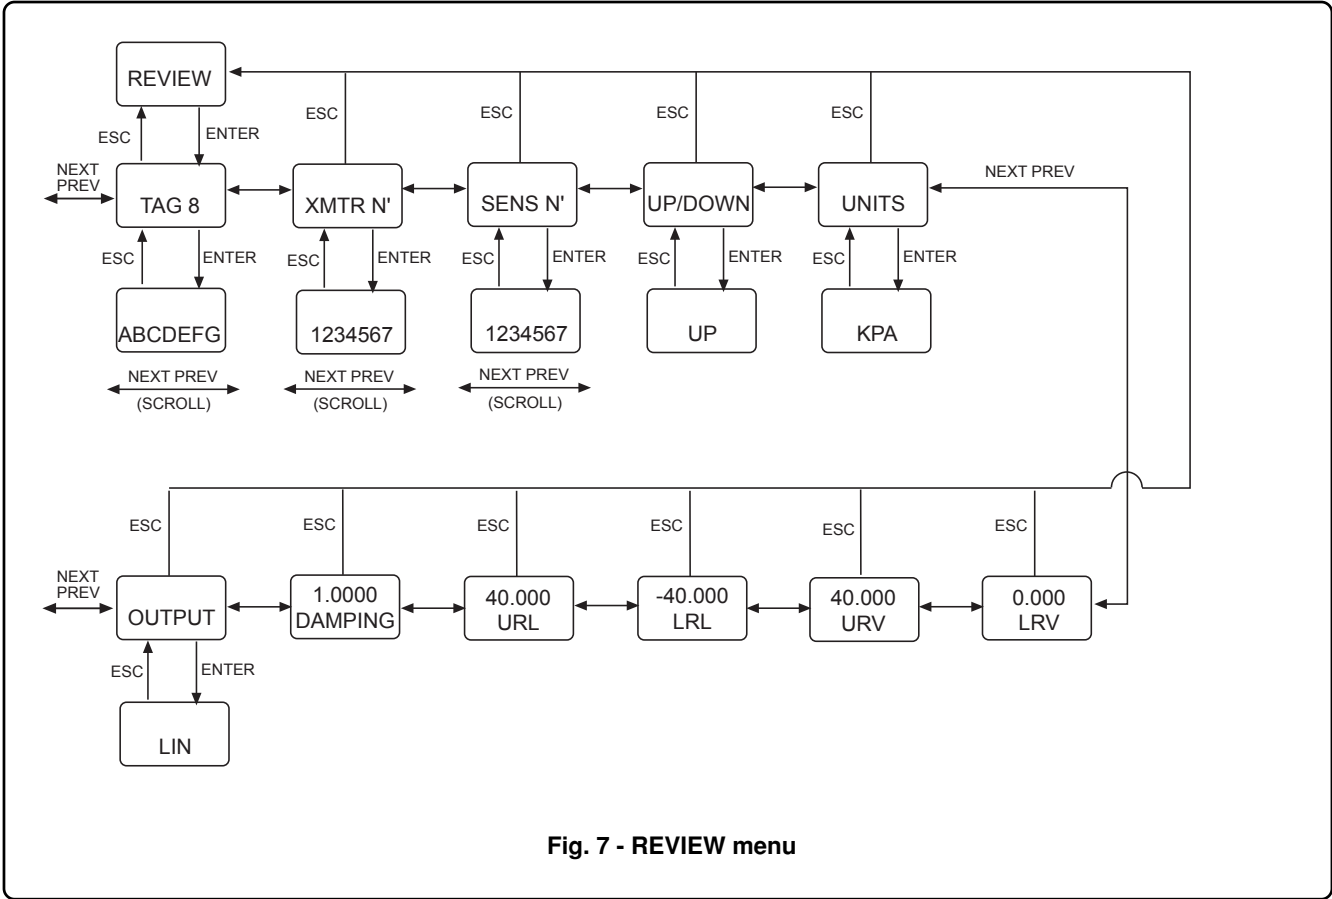 REVIEW
ESC
ENTER
ESC
ESC
ESC
ESC
NEXT
PREV
TAG 8
XMTR N'
SENS N'
UP/DOWN
UNITS
NEXT PREV
ESC
ENTER
ESC
ENTER
ESC
ENTER
ESC
ENTER
ESC
ENTER
ABCDEFG
1234567
1234567
UP
KPA
NEXT PREV
(SCROLL)
NEXT PREV
(SCROLL)
NEXT PREV
(SCROLL)
ESC
ESC
ESC
ESC
ESC
ESC
NEXT
PREV
OUTPUT
1.0000
DAMPING
40.000
URL
-40.000
LRL
40.000
URV
0.000
LRV
ESC
ENTER
LIN
Fig. 7 - REVIEW menu